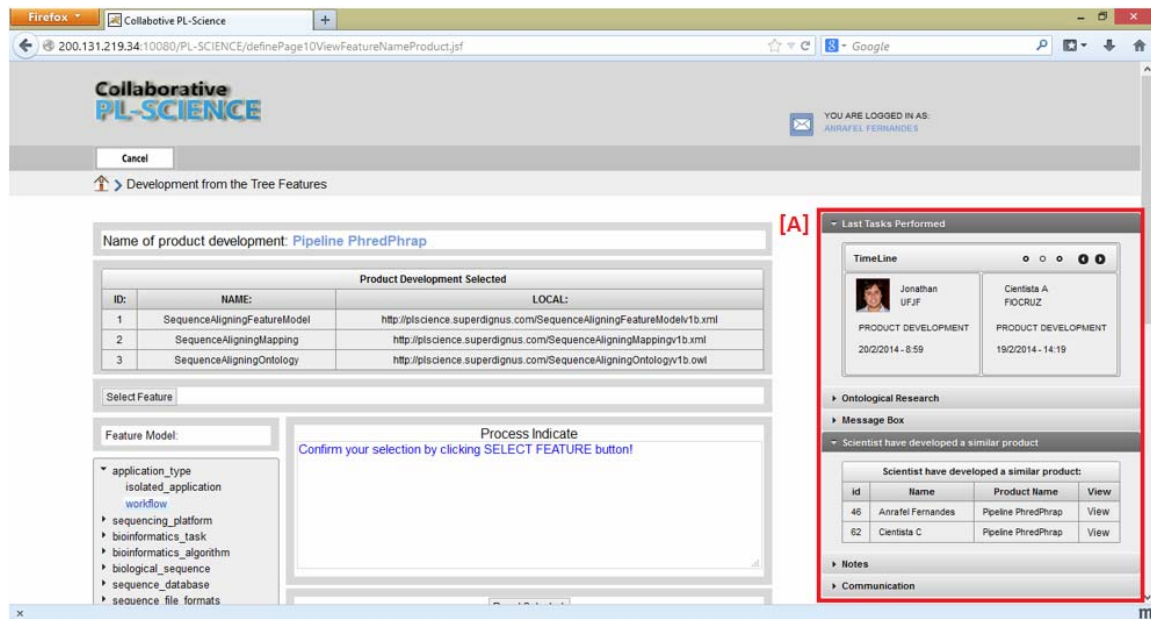 Firefox
Collabotive PL-Science
+
200.131.219.34:10080/PL-SCIENCE/definePage10ViewFeatureNameProduct.jsf
Google
Collaborative
PL-SCIENCE
YOU ARE LOGGED IN AS:
ANRAFEL FERNANDES
Cancel
Development from the Tree Features
[A]
Name of product development: Pipeline PhredPhrap
Product Development Selected
ID: NAME: LOCAL:
1 SequenceAligningFeatureModel http://plscience.superdignus.com/SequenceAligningFeatureModelv1b.xml
2 SequenceAligningMapping http://plscience.superdignus.com/SequenceAligningMappingv1b.xml
3 SequenceAligningOntology http://plscience.superdignus.com/SequenceAligningOntologyv1b.owl
Select Feature
Feature Model:
application_type
isolated_application
workflow
sequencing_platform
bioinformatics_task
bioinformatics_algorithm
biological_sequence
sequence_database
sequence_file_formats
Process Indicate
Confirm your selection by clicking SELECT FEATURE button!
Last Tasks Performed
TimeLine
Jonathan
UFJF
PRODUCT DEVELOPMENT
20/2/2014 - 8:59
Cientista A
FIOCRUZ
PRODUCT DEVELOPMENT
19/2/2014 - 14:19
Ontological Research
Message Box
Scientist have developed a similar product
Scientist have developed a similar product:
id Name Product Name View
46 Anrafel Fernandes Pipeline PhredPhrap View
62 Cientista C Pipeline PhredPhrap View
Notes
Communication